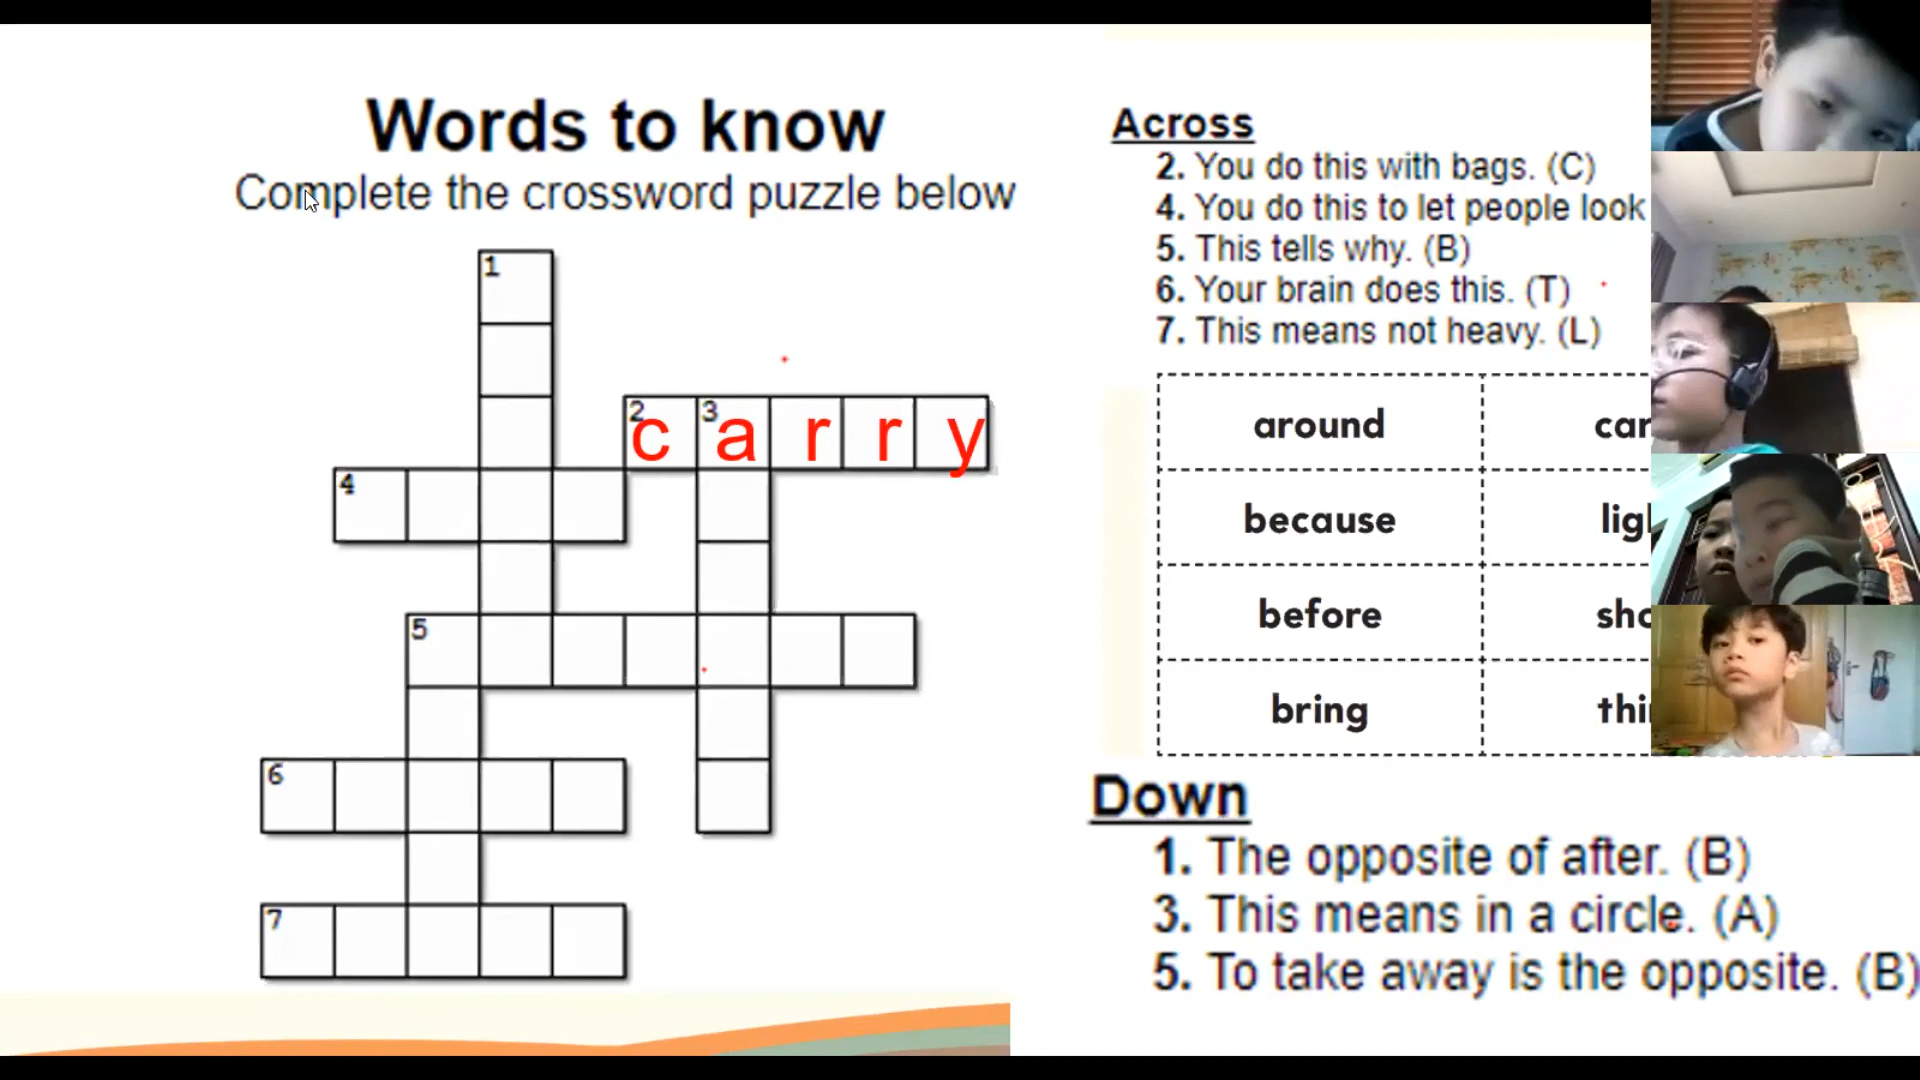 Words to know
Complete the crossword puzzle below
1
2 3
c a r r y
4
5
6
7
Across
2. You do this with bags. (C)
4. You do this to let people look
5. This tells why. (B)
6. Your brain does this. (T)
7. This means not heavy. (L)
around
because
before
bring
Down
1. The opposite of after. (B)
3. This means in a circle. (A)
5. To take away is the opposite. (B)